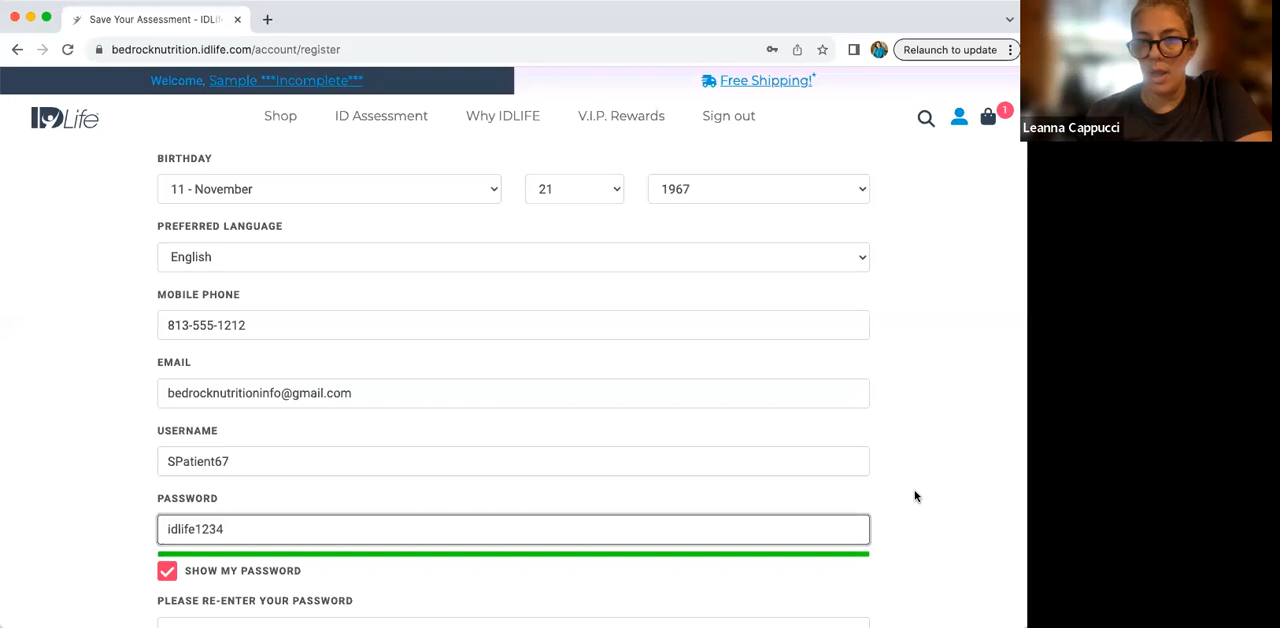 Save Your Assessment - IDLi
bedrocknutrition.idlife.com/account/register
Relaunch to update
Welcome, Sample ***Incomplete***
Free Shipping!*
IDLife
Shop
ID Assessment
Why IDLIFE
V.I.P. Rewards
Sign out
1
Leanna Cappucci
BIRTHDAY
11 - November
21
1967
PREFERRED LANGUAGE
English
MOBILE PHONE
813-555-1212
EMAIL
bedrocknutritioninfo@gmail.com
USERNAME
SPatient67
PASSWORD
idlife1234
SHOW MY PASSWORD
PLEASE RE-ENTER YOUR PASSWORD